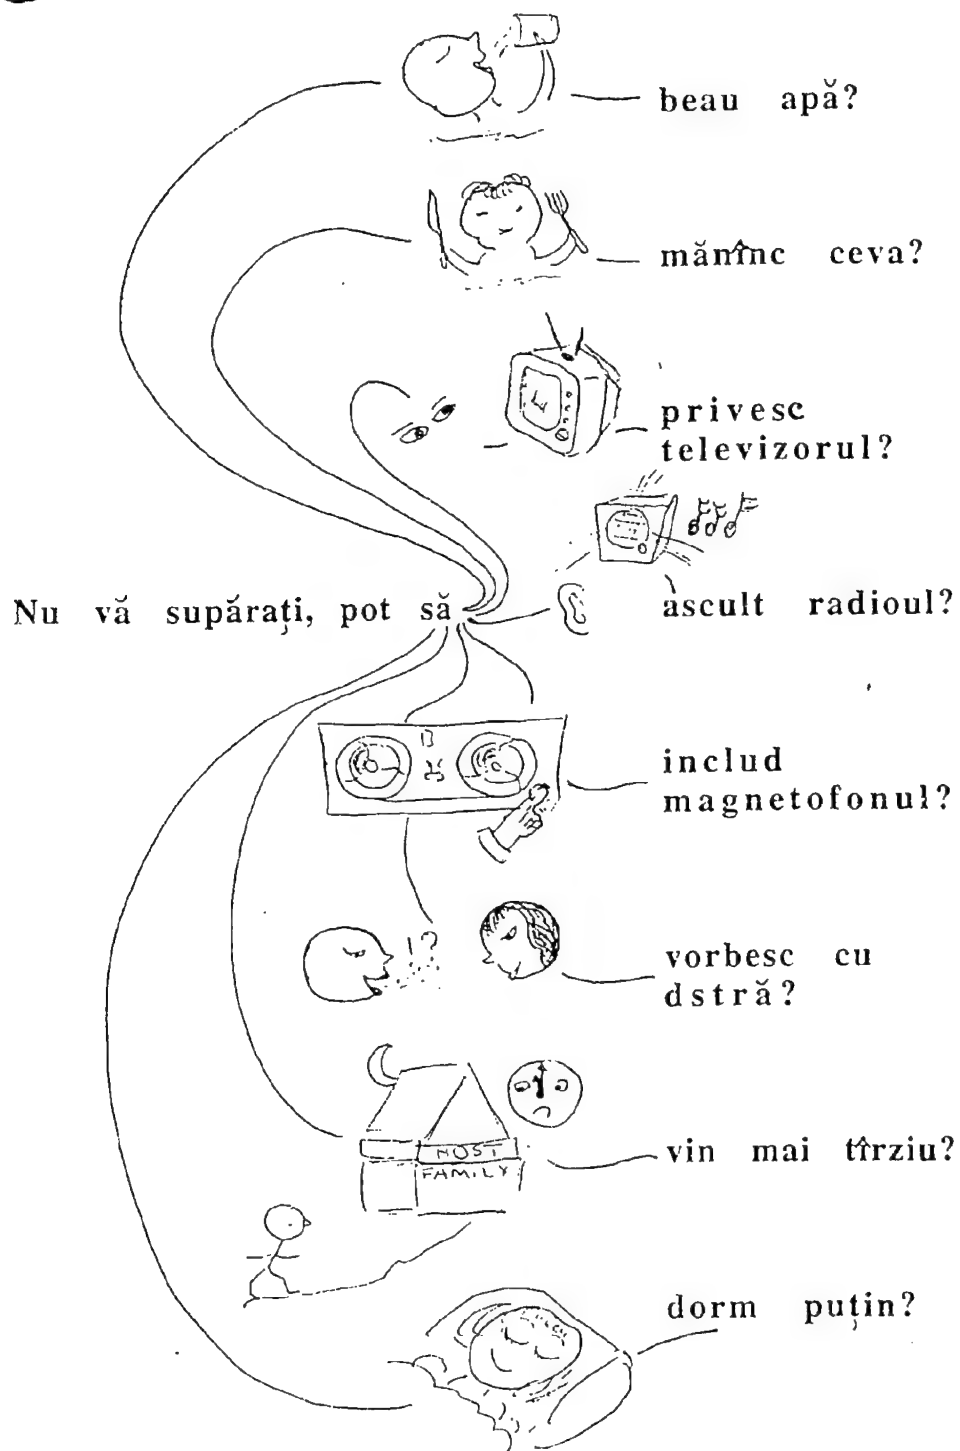 beau apă?
mănînc ceva?
privesc
televizorul?
Nu vă supărați, pot să
ascult radioul?
includ
magnetofonul?
!?
vorbesc cu
dstră?
HOST
FAMILY
vin mai tîrziu?
dorm puțin?